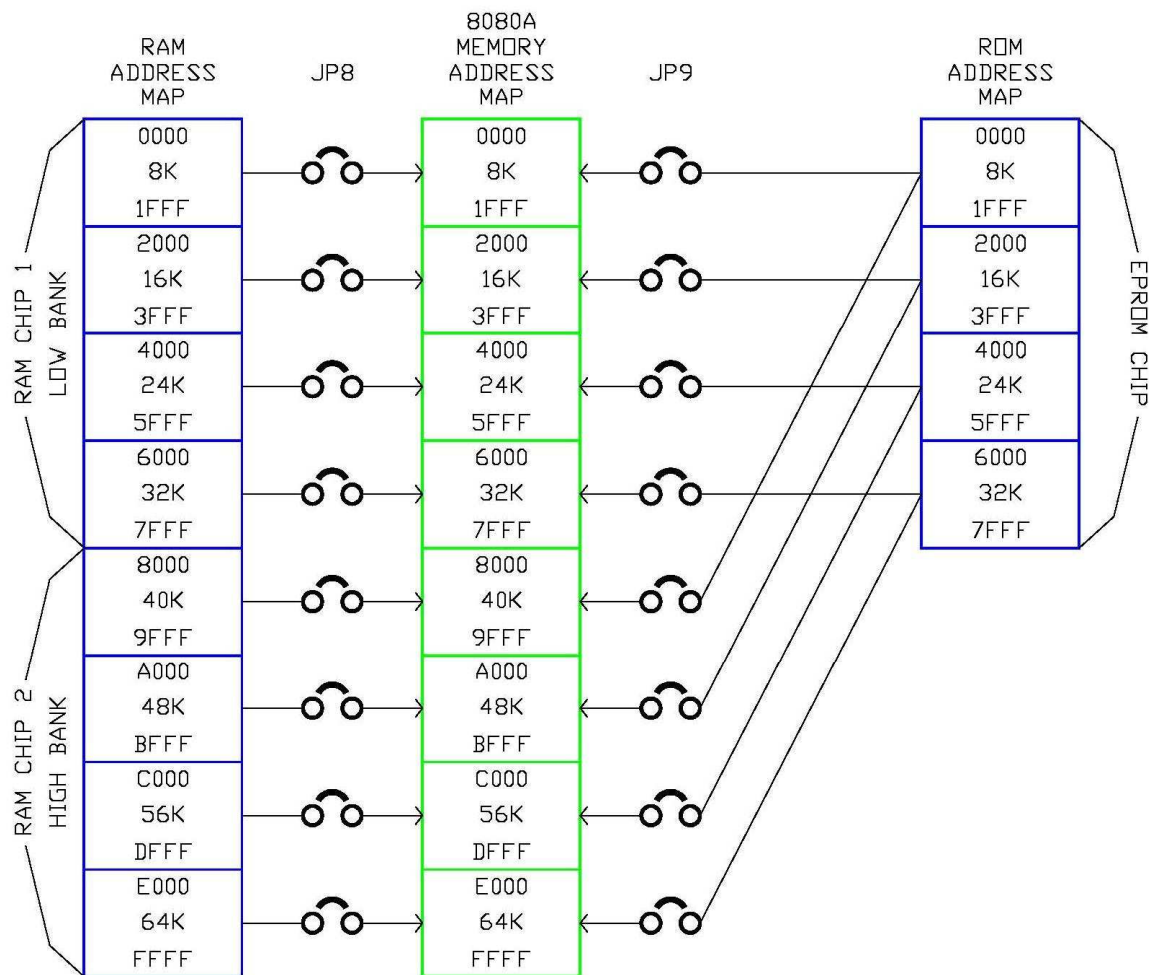 RAM
ADDRESS
MAP
JP8
8080A
MEMORY
ADDRESS
MAP
JP9
ROM
ADDRESS
MAP
RAM CHIP 1
LOW BANK
RAM CHIP 2
HIGH BANK
0000
8K
1FFF
2000
16K
3FFF
4000
24K
5FFF
6000
32K
7FFF
8000
40K
9FFF
A000
48K
BFFF
C000
56K
DFFF
E000
64K
FFFF
0000
8K
1FFF
2000
16K
3FFF
4000
24K
5FFF
6000
32K
7FFF
8000
40K
9FFF
A000
48K
BFFF
C000
56K
DFFF
E000
64K
FFFF
0000
8K
1FFF
2000
16K
3FFF
4000
24K
5FFF
6000
32K
7FFF
EPROM CHIP